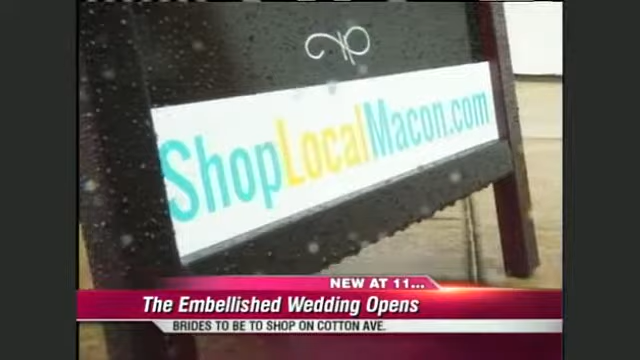 ShopLocalMacon.com
NEW AT 11...
The Embellished Wedding Opens
BRIDES TO BE TO SHOP ON COTTON AVE.